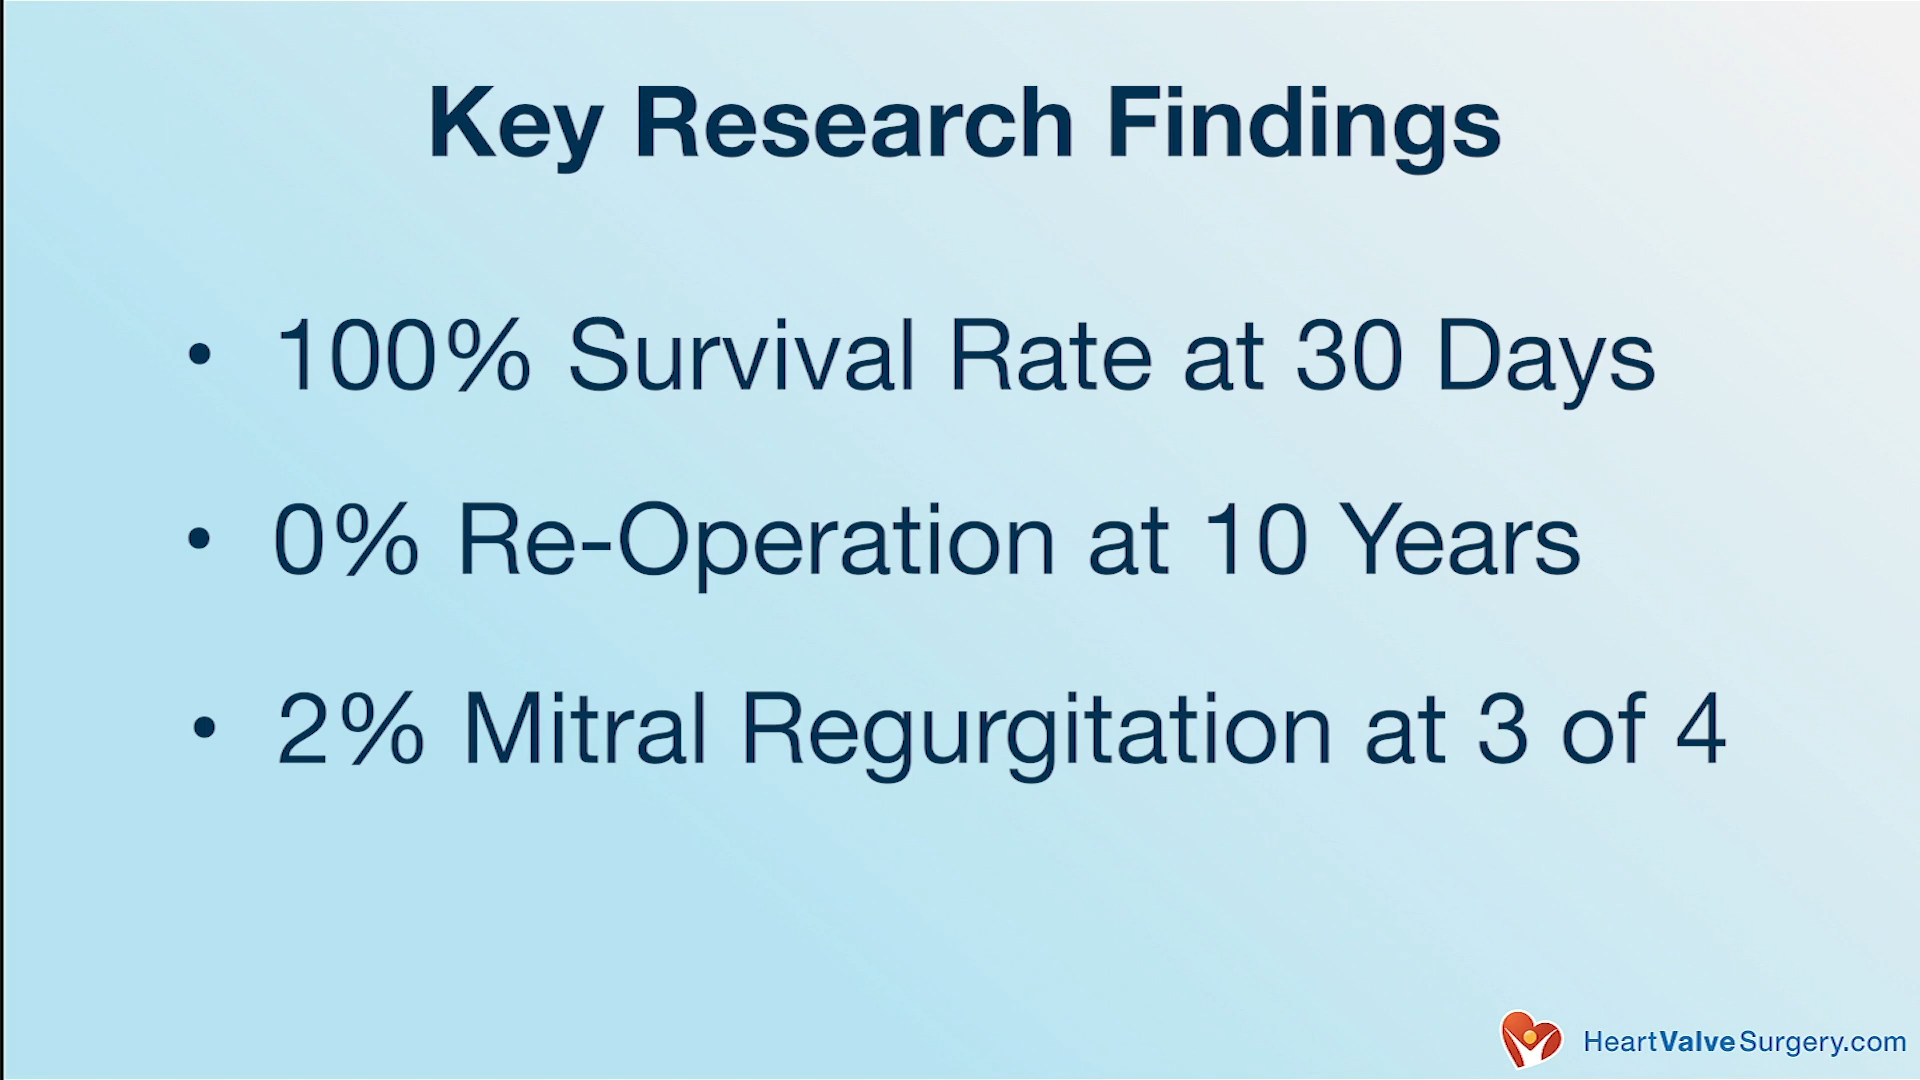 Key Research Findings
• 100% Survival Rate at 30 Days
• 0% Re-Operation at 10 Years
• 2% Mitral Regurgitation at 3 of 4
HeartValveSurgery.com